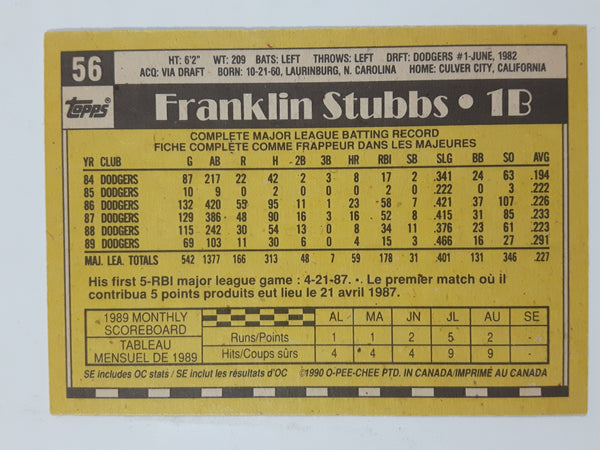 56
HT: 6'2" WT: 209 BATS: LEFT THROWS: LEFT DRFT: DODGERS #1-JUNE, 1982
ACQ: VIA DRAFT BORN: 10-21-60, LAURINBURG, N. CAROLINA HOME: CULVER CITY, CALIFORNIA
Topps®
Franklin Stubbs • 1B
COMPLETE MAJOR LEAGUE BATTING RECORD
FICHE COMPLETE COMME FRAPPEUR DANS LES MAJEURES
YR CLUB G AB R H 2B 3B HR RBI SB SLG BB SO AVG
84 DODGERS 87 217 22 42 2 3 8 17 2 .341 24 63 .194
85 DODGERS 10 9 0 2 0 0 0 2 0 .222 0 3 .222
86 DODGERS 132 420 55 95 11 1 23 58 7 .421 37 107 .226
87 DODGERS 129 386 48 90 16 3 16 52 8 .415 31 85 .233
88 DODGERS 115 242 30 54 13 0 8 34 11 .376 23 61 .223
89 DODGERS 69 103 11 30 6 0 4 15 3 .466 16 27 .291
MAJ. LEA. TOTALS 542 1377 166 313 48 7 59 178 31 .401 131 346 .227
His first 5-RBI major league game : 4-21-87. • Le premier match où il
contribua 5 points produits eut lieu le 21 avril 1987.
1989 MONTHLY
SCOREBOARD
TABLEAU
MENSUEL DE 1989
AL MA JN JL AU SE
Runs/Points 1 1 2 5 2 -
Hits/Coups sûrs 4 4 4 9 9 -
SE includes OC stats / SE inclut les résultats d'OC ©1990 O-PEE-CHEE PTD. IN CANADA/IMPRIMÉ AU CANADA